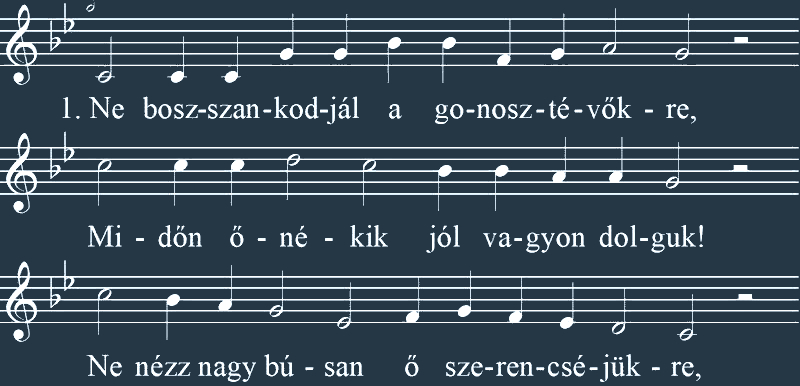 1. Ne bosz-szan-kod-jál a go-nosz-té-vők - re,
Mi - dőn ő - né - kik jól va-gyon dol-guk!
Ne nézz nagy bú - san ő sze-ren-csé-jük - re,